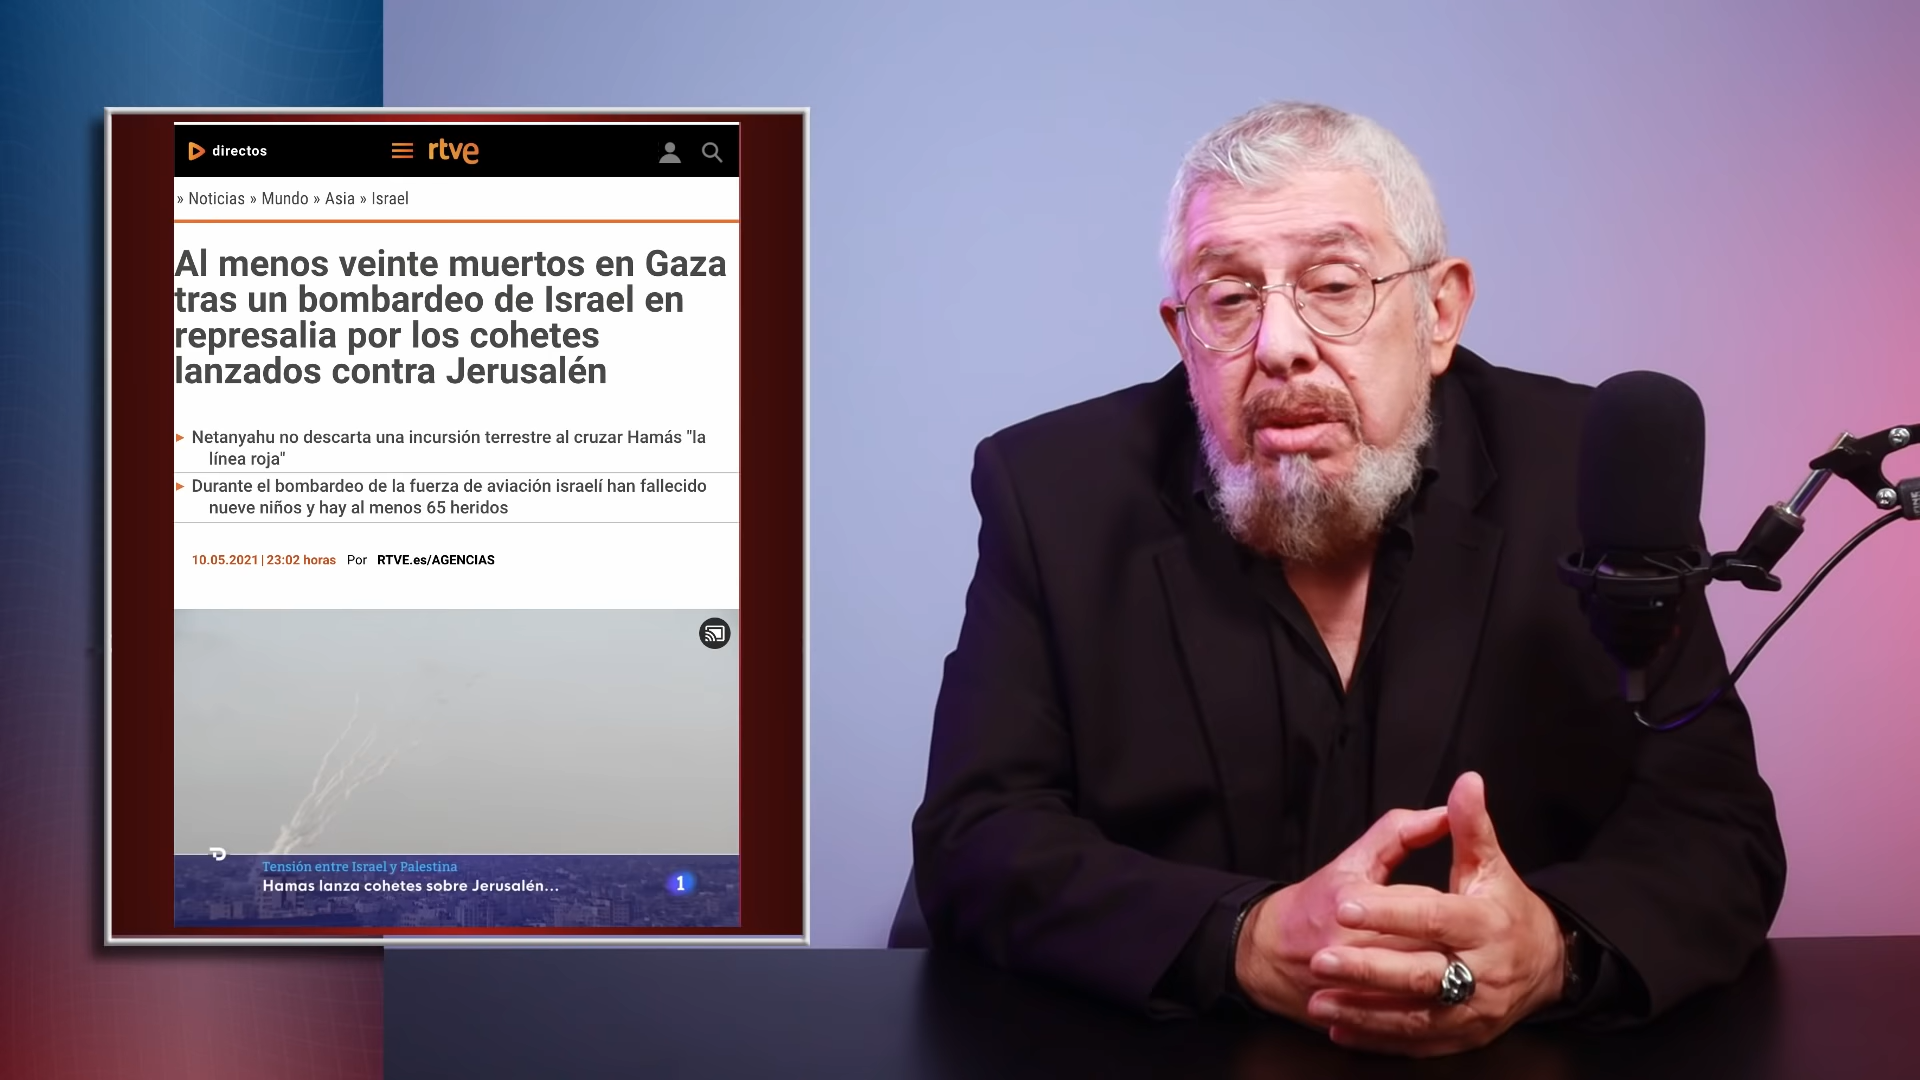 directos
rtve
» Noticias » Mundo » Asia » Israel
Al menos veinte muertos en Gaza
tras un bombardeo de Israel en
represalia por los cohetes
lanzados contra Jerusalén
Netanyahu no descarta una incursión terrestre al cruzar Hamás "la
línea roja"
Durante el bombardeo de la fuerza de aviación israelí han fallecido
nueve niños y hay al menos 65 heridos
10.05.2021 | 23:02 horas Por RTVE.es/AGENCIAS
Tensión entre Israel y Palestina
Hamas lanza cohetes sobre Jerusalén...
1